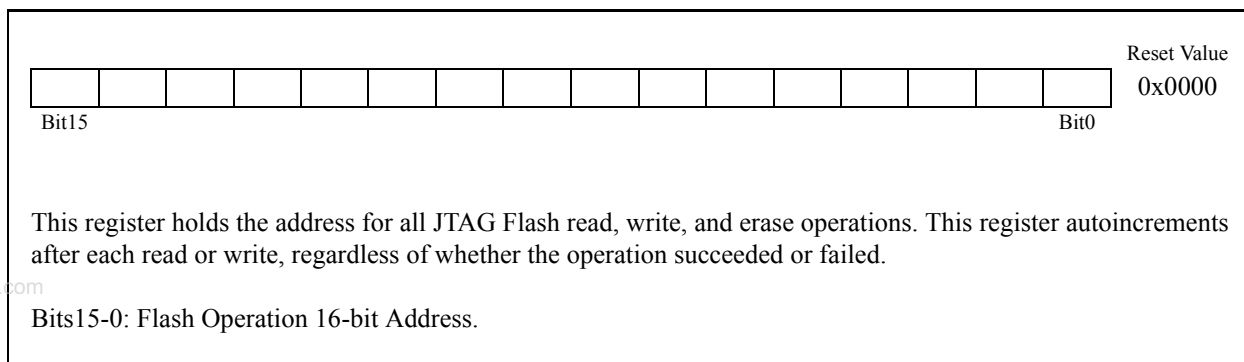 Reset Value
0x0000
Bit15
Bit0
This register holds the address for all JTAG Flash read, write, and erase operations. This register autoincrements
after each read or write, regardless of whether the operation succeeded or failed.
.com
Bits15-0: Flash Operation 16-bit Address.